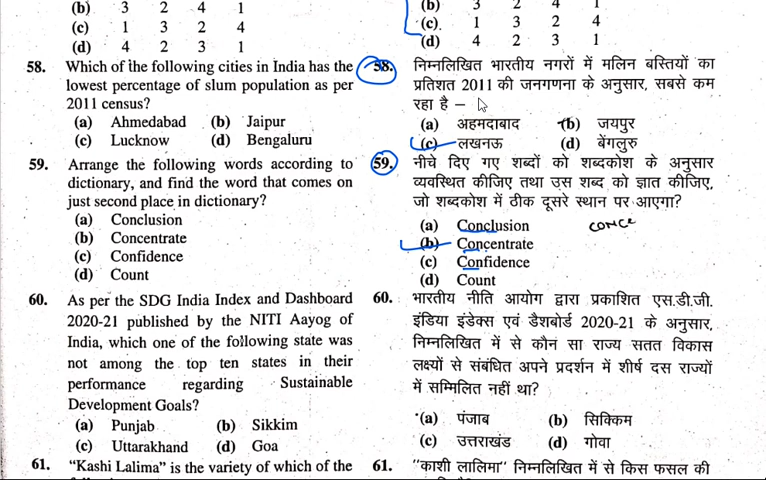 (b) 3 2 4 1
(c) 1 3 2 4
(d) 4 2 3 1
58. Which of the following cities in India has the
lowest percentage of slum population as per
2011 census?
(a) Ahmedabad (b) Jaipur
(c) Lucknow (d) Bengaluru
59. Arrange the following words according to
dictionary, and find the word that comes on
just second place in dictionary?
(a) Conclusion
(b) Concentrate
(c) Confidence
(d) Count
60. As per the SDG India Index and Dashboard
2020-21 published by the NITI Aayog of
India, which one of the following state was
not among the top ten states in their
performance regarding Sustainable
Development Goals?
(a) Punjab (b) Sikkim
(c) Uttarakhand (d) Goa
61. “Kashi Lalima” is the variety of which of the
(b) 3 2 4 1
(c). 1 3 2 4
(d) 4 2 3 1
58. निम्नलिखित भारतीय नगरों में मलिन बस्तियों का
प्रतिशत 2011 की जनगणना के अनुसार, सबसे कम
रहा है –
(a) अहमदाबाद (b) जयपुर
(c) लखनऊ (d) बेंगलुरु
59. नीचे दिए गए शब्दों को शब्दकोश के अनुसार
व्यवस्थित कीजिए तथा उस शब्द को ज्ञात कीजिए,
जो शब्दकोश में ठीक दूसरे स्थान पर आएगा?
(a) Conclusion conce
(b) Concentrate
(c) Confidence
(d) Count
60. भारतीय नीति आयोग द्वारा प्रकाशित एस.डी.जी.
इंडिया इंडेक्स एवं डैशबोर्ड 2020-21 के अनुसार,
निम्नलिखित में से कौन सा राज्य सतत विकास
लक्ष्यों से संबंधित अपने प्रदर्शन में शीर्ष दस राज्यों
में सम्मिलित नहीं था?
(a) पंजाब (b) सिक्किम
(c) उत्तराखंड (d) गोवा
61. “काशी लालिमा” निम्नलिखित में से किस फसल की